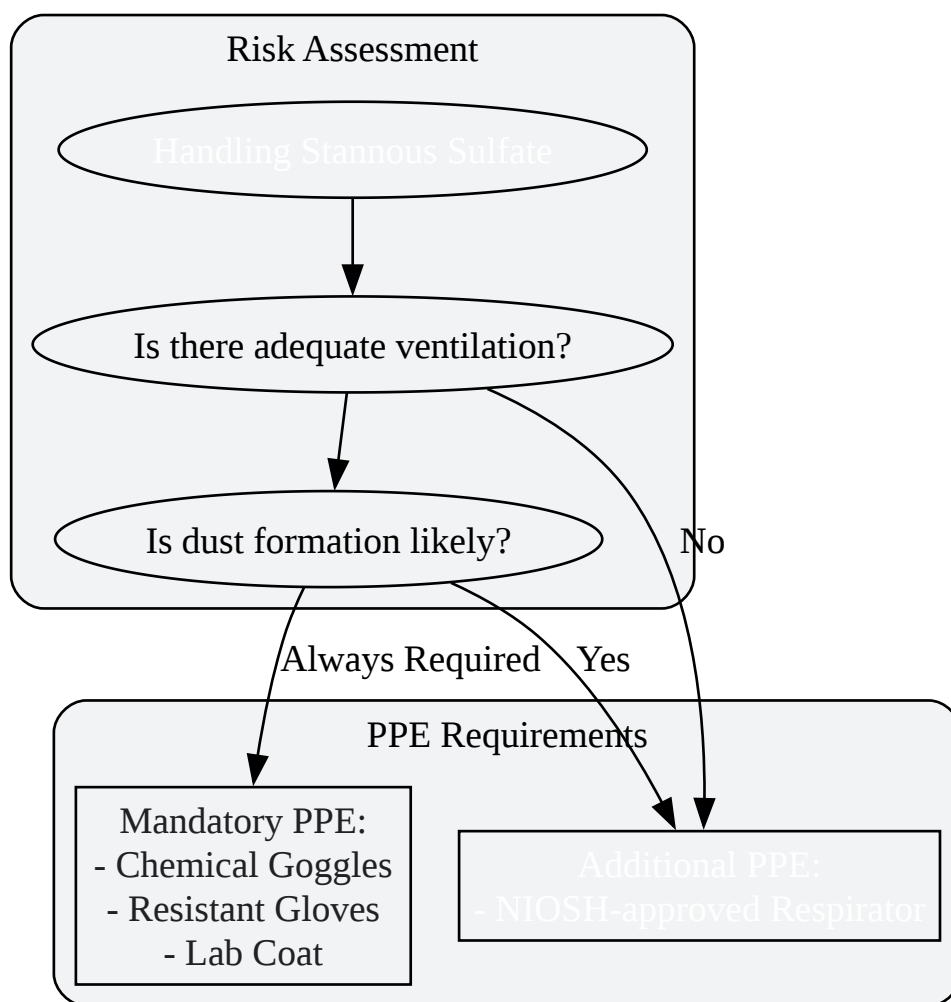 Risk Assessment
Handling Stannous Sulfate
Is there adequate ventilation?
Is dust formation likely?
No
Always Required
Yes
PPE Requirements
Mandatory PPE:
- Chemical Goggles
- Resistant Gloves
- Lab Coat
Additional PPE:
- NIOSH-approved Respirator